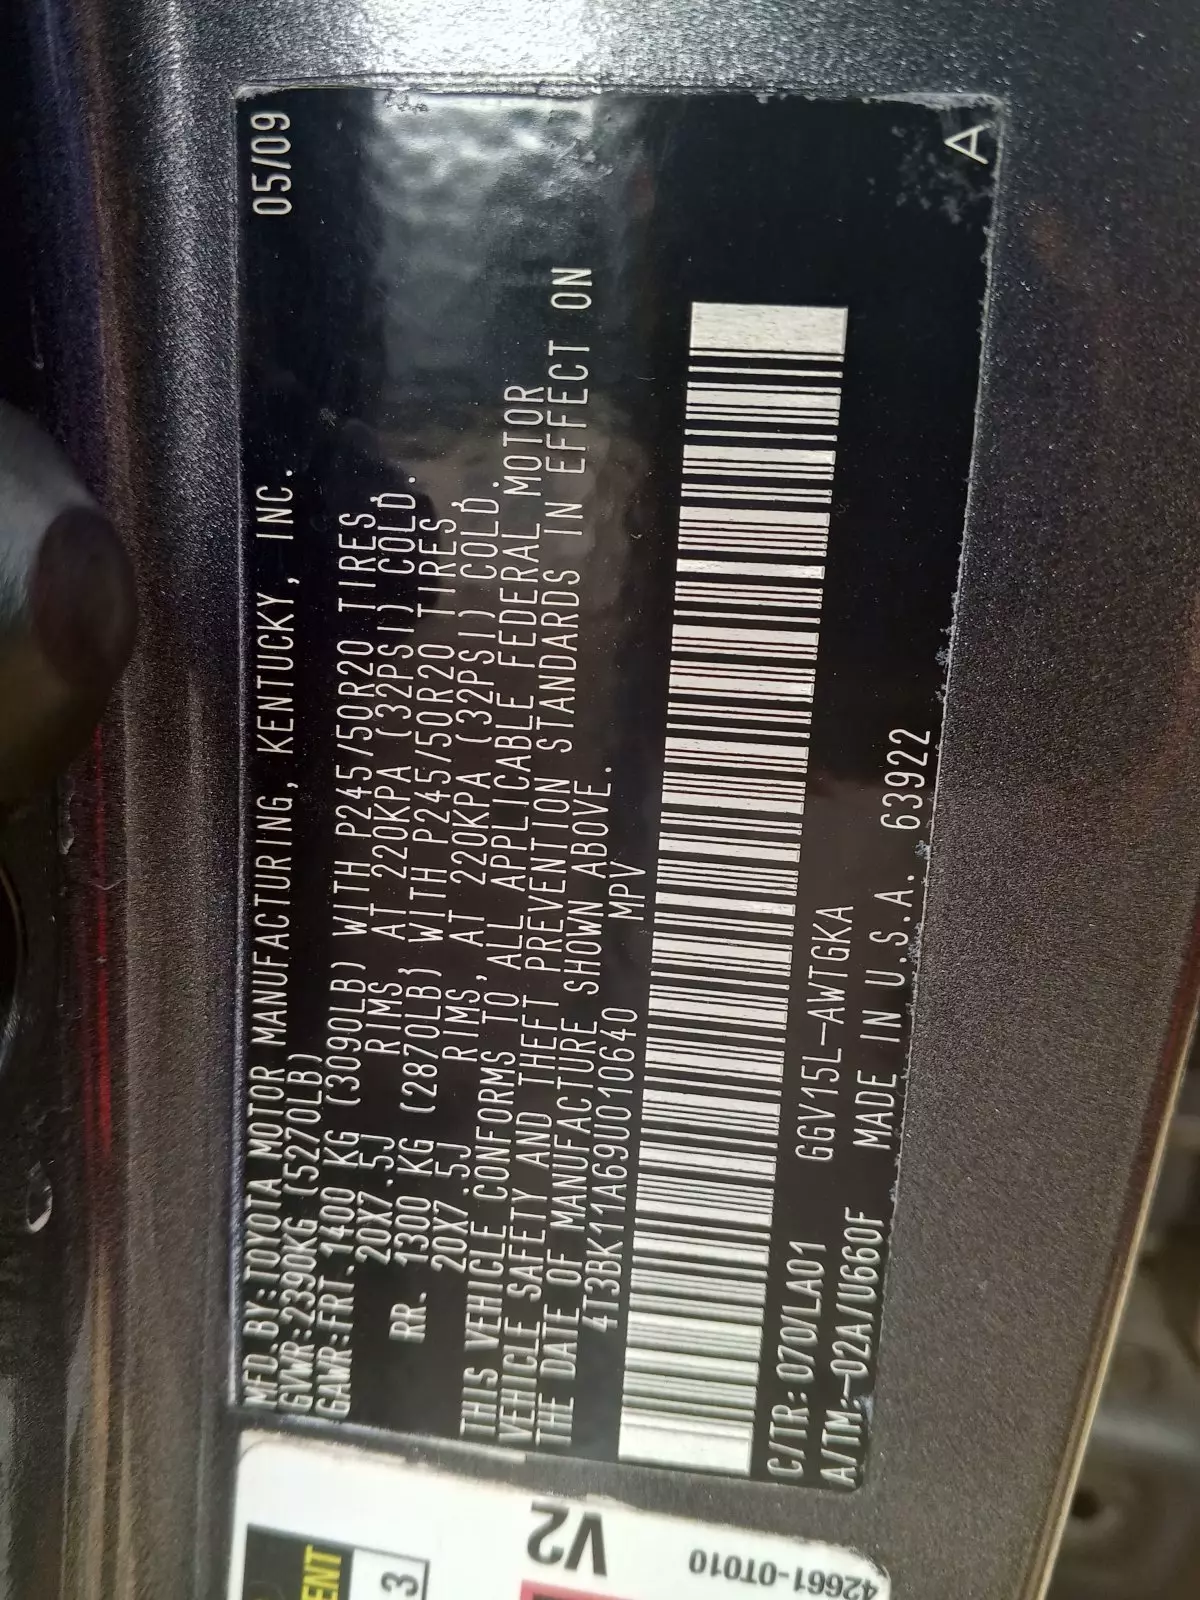 MFD.BY:TOYOTA MOTOR MANUFACTURING, KENTUCKY, INC. 05/09
GVWR:2390KG (5270LB)
GAWR:FRT. 1400 KG (3090LB) WITH P245/50R20 TIRES
20X7.5J RIMS, AT 220KPA (32PSI) COLD.
RR. 1300 KG (2870LB) WITH P245/50R20 TIRES,
20X7.5J RIMS, AT 220KPA (32PSI) COLD.
THIS VEHICLE CONFORMS TO ALL APPLICABLE FEDERAL MOTOR
VEHICLE SAFETY AND THEFT PREVENTION STANDARDS IN EFFECT ON
THE DATE OF MANUFACTURE SHOWN ABOVE.
4T3BK11A69U010640 MPV
C/TR:070/LA01 GGV15L-AWTGKA
A/TM:-02A/U660F MADE IN U.S.A. 63922
A
ENT
3
V2
42661-0T010